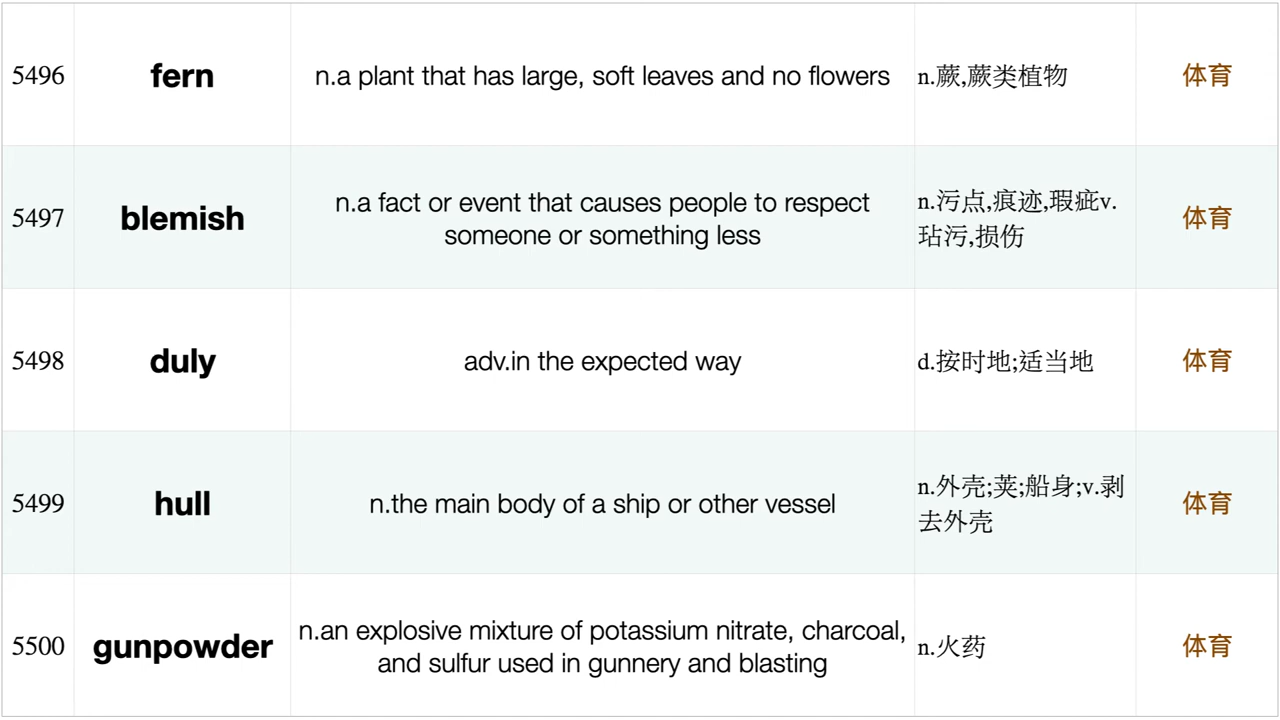 5496 fern n.a plant that has large, soft leaves and no flowers n.蕨,蕨类植物 体育
5497 blemish n.a fact or event that causes people to respect someone or something less n.污点,痕迹,瑕疵v.玷污,损伤 体育
5498 duly adv.in the expected way d.按时地;适当地 体育
5499 hull n.the main body of a ship or other vessel n.外壳;荚;船身;v.剥去外壳 体育
5500 gunpowder n.an explosive mixture of potassium nitrate, charcoal, and sulfur used in gunnery and blasting n.火药 体育